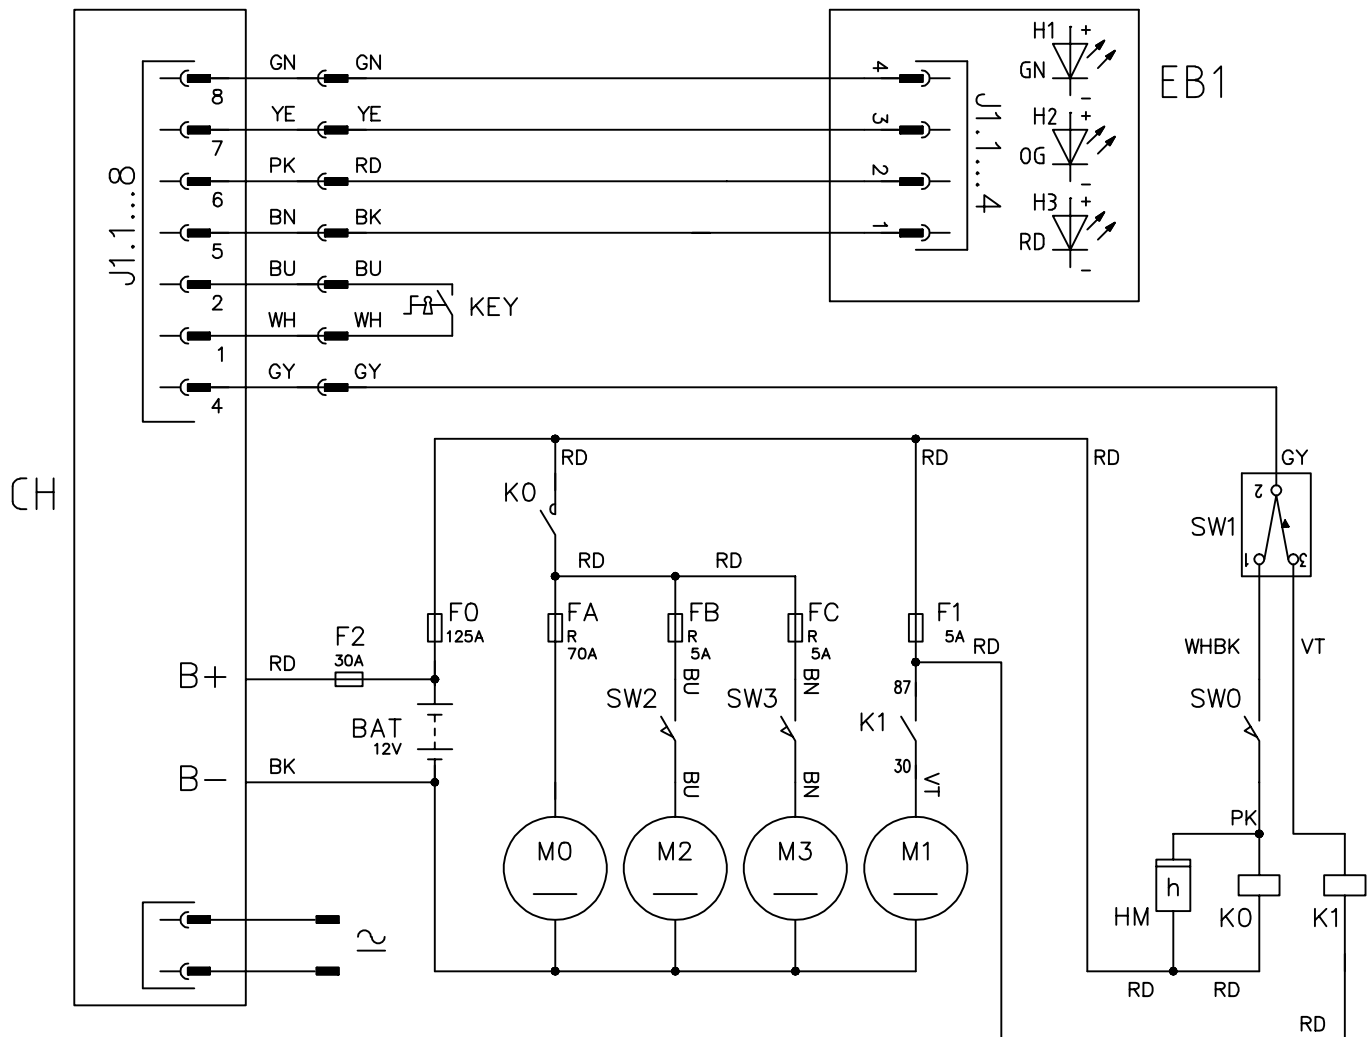 CH
J1.1...8
GN GN
8
YE YE
7
PK RD
6
BN BK
5
BU BU
2
WH WH
1
GY GY
4
KEY
4
3
2
1
J1.1...4
H1 +
GN
-
H2 +
OG
-
H3 +
RD
-
EB1
RD
RD
RD
GY
K0
2
SW1
1
3
RD
RD
F0
125A
FA
R
70A
FB
R
5A
FC
R
5A
F1
5A
RD
F2
30A
B+
RD
WHBK
VT
BU
BN
87
SW2
SW3
K1
SW0
BAT
12V
B-
BK
BU
BN
30
VT
PK
M0
M2
M3
M1
h
HM
K0
K1
RD
RD
RD